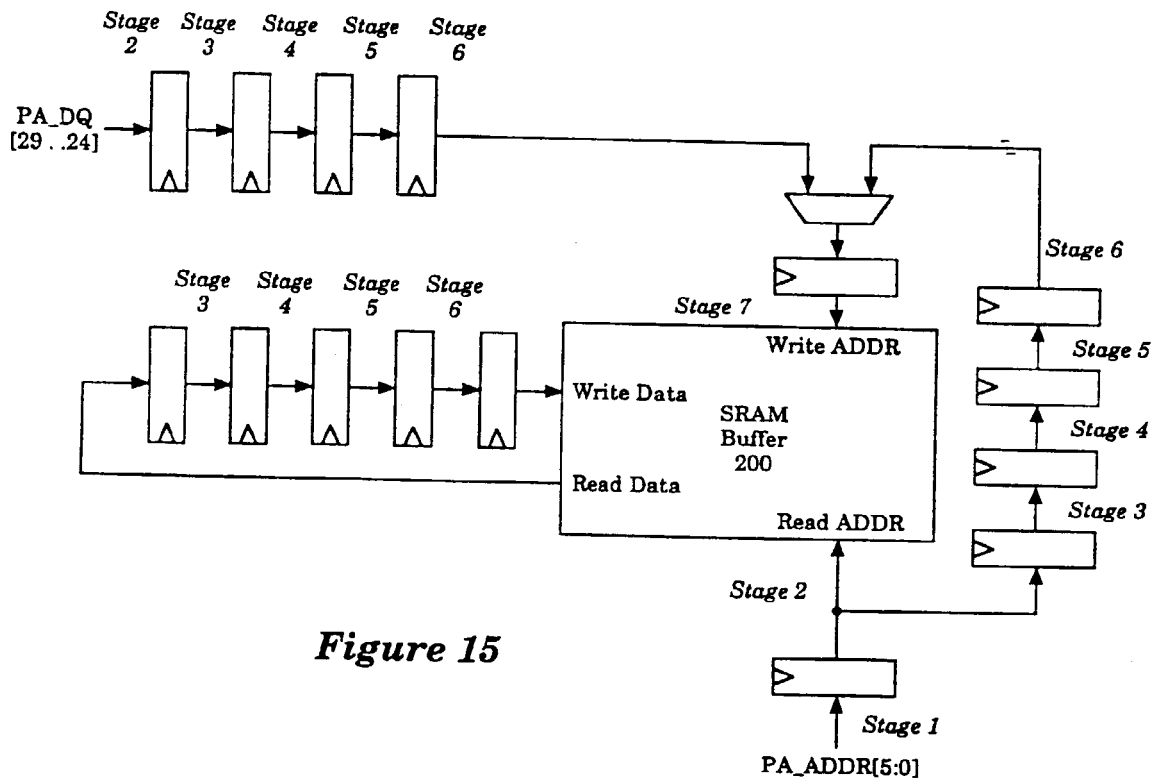 Stage 2
Stage 3
Stage 4
Stage 5
Stage 6
PA_DQ
[29 . .24]
Stage 3
Stage 4
Stage 5
Stage 6
Stage 7
Write ADDR
Write Data
SRAM
Buffer
200
Read Data
Read ADDR
Stage 6
Stage 5
Stage 4
Stage 3
Stage 2
Figure 15
Stage 1
PA_ADDR[5:0]